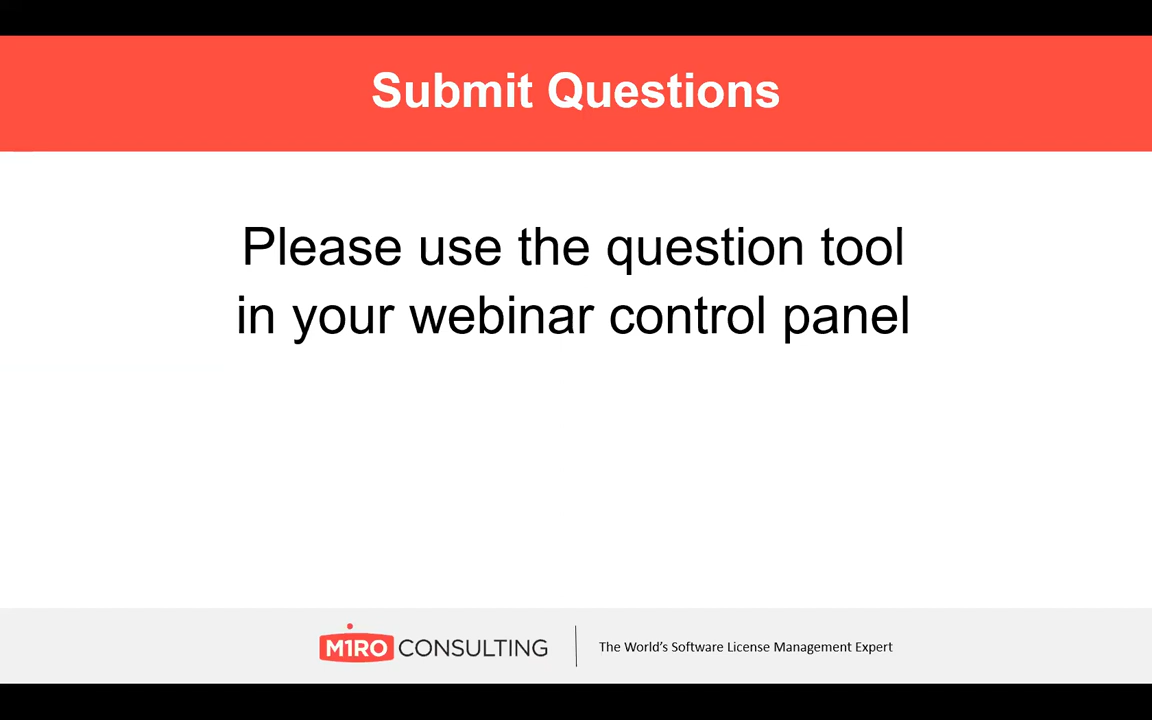 Submit Questions
Please use the question tool
in your webinar control panel
M1RO CONSULTING
The World's Software License Management Expert